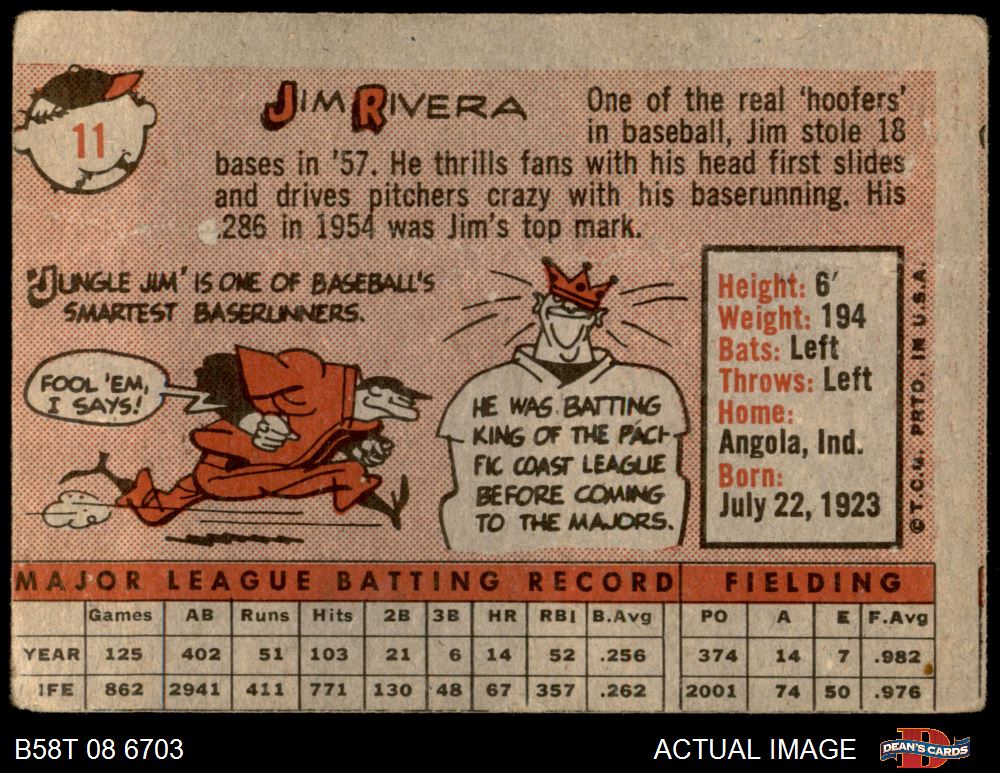 11
JIM RIVERA
One of the real 'hoofers'
in baseball, Jim stole 18
bases in '57. He thrills fans with his head first slides
and drives pitchers crazy with his baserunning. His
.286 in 1954 was Jim's top mark.
"JUNGLE JIM" IS ONE OF BASEBALL'S
SMARTEST BASERUNNERS.
FOOL 'EM,
I SAYS!
HE WAS BATTING
KING OF THE PACI-
FIC COAST LEAGUE
BEFORE COMING
TO THE MAJORS.
Height: 6'
Weight: 194
Bats: Left
Throws: Left
Home:
Angola, Ind.
Born:
July 22, 1923
© T.C.G. PRTD. IN U.S.A.
MAJOR LEAGUE BATTING RECORD FIELDING
Games AB Runs Hits 2B 3B HR RBI B.Avg PO A E F.Avg
YEAR 125 402 51 103 21 6 14 52 .256 374 14 7 .982
IFE 862 2941 411 771 130 48 67 357 .262 2001 74 50 .976
B58T 08 6703 ACTUAL IMAGE DEAN'S CARDS